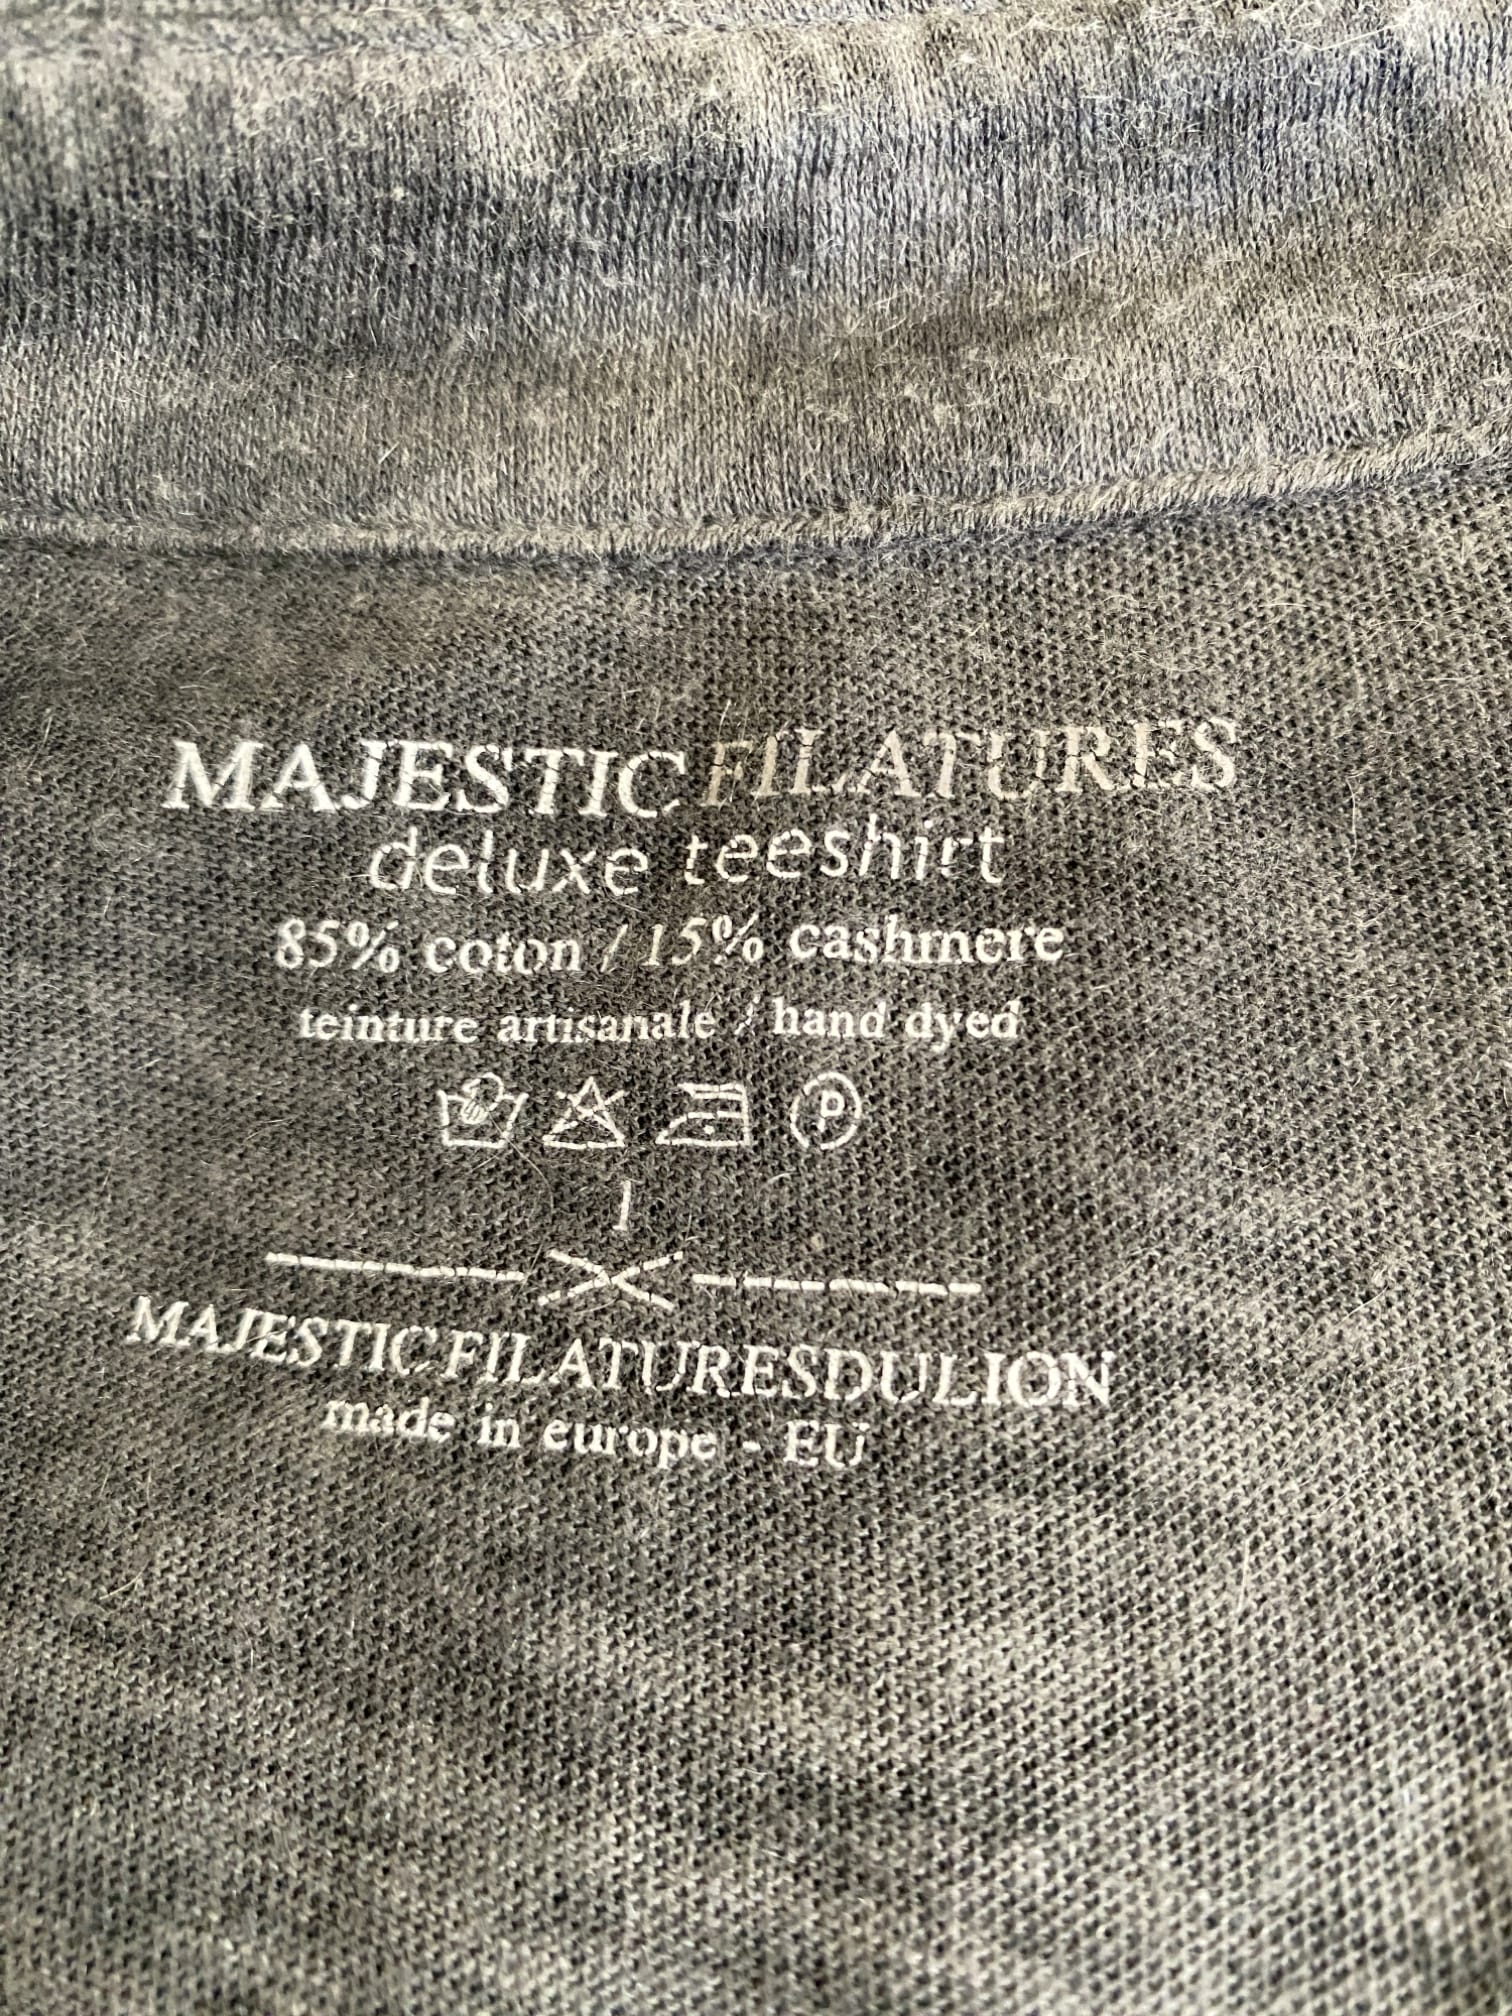 MAJESTIC FILATURES
deluxe teeshirt
85% coton / 15% cashmere
teinture artisanale / hand dyed
P
1
MAJESTICFILATURESDULION
made in europe - EU